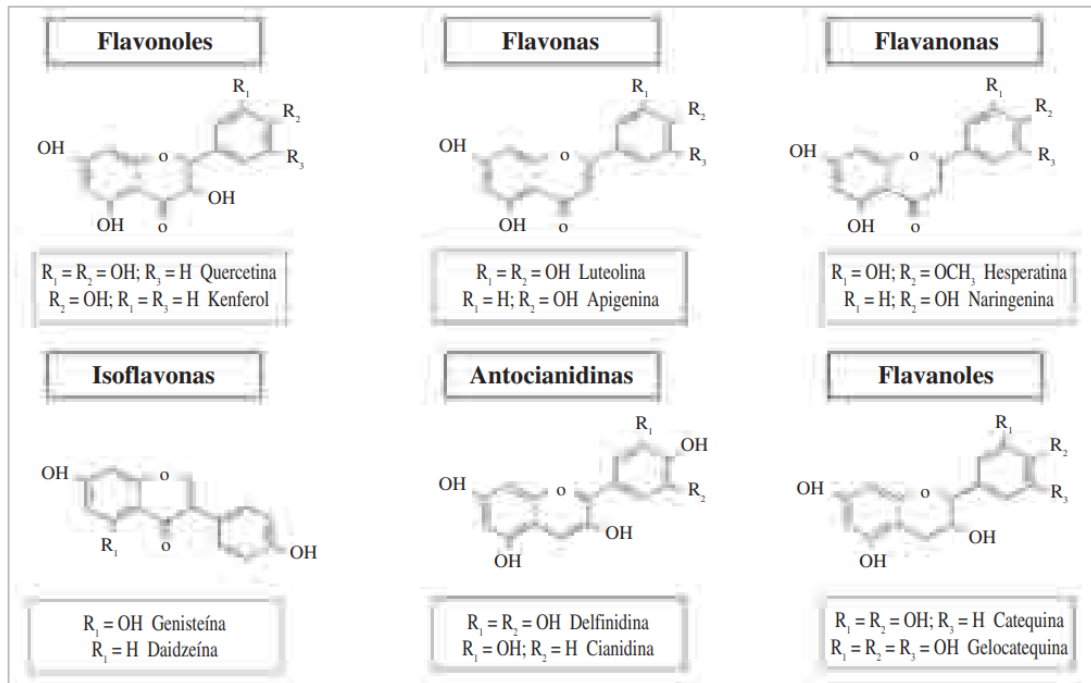 Flavonoles
R₁
R₂
R₃
OH
o
OH
OH
o
R₁ = R₂ = OH; R₃ = H Quercetina
R₂ = OH; R₁ = R₃ = H Kenferol
Flavonas
R₁
R₂
R₃
OH
o
OH
o
R₁ = R₂ = OH Luteolina
R₁ = H; R₂ = OH Apigenina
Flavanonas
R₁
R₂
R₃
OH
o
OH
o
R₁ = OH; R₂ = OCH₃ Hesperatina
R₁ = H; R₂ = OH Naringenina
Isoflavonas
OH
o
R₁
o
OH
R₁ = OH Genisteína
R₁ = H Daidzeína
Antocianidinas
R₁
OH
R₂
OH
o
OH
OH
R₁ = R₂ = OH Delfinidina
R₁ = OH; R₂ = H Cianidina
Flavanoles
R₁
R₂
R₃
OH
o
OH
OH
R₁ = R₂ = OH; R₃ = H Catequina
R₁ = R₂ = R₃ = OH Gelocatequina